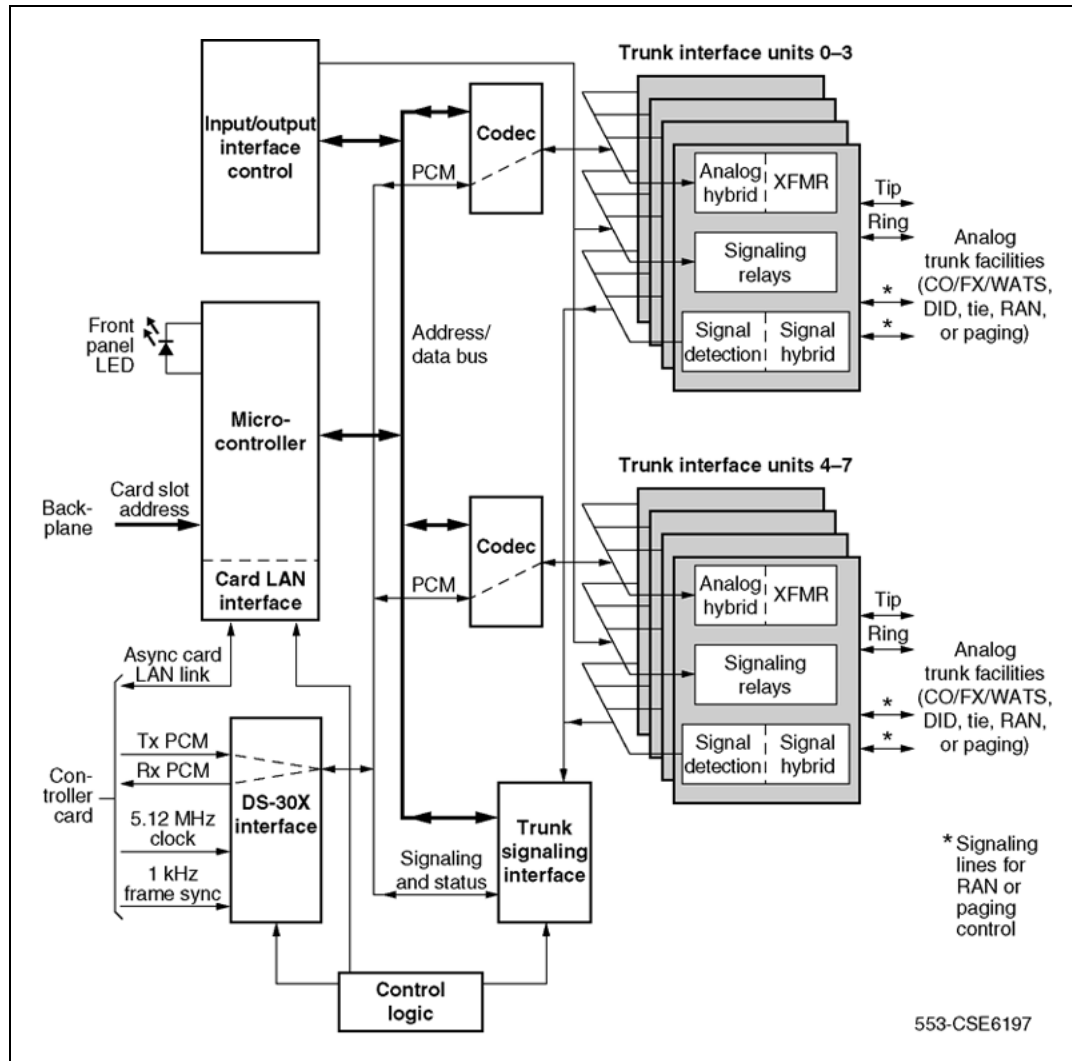 Trunk interface units 0–3
Input/output
interface
control
Codec
PCM
Analog
hybrid
XFMR
Signaling
relays
Signal
detection
Signal
hybrid
Tip
Ring
*
*
Analog
trunk facilities
(CO/FX/WATS,
DID, tie, RAN,
or paging)
Front
panel
LED
Address/
data bus
Micro-
controller
Back-
plane
Card slot
address
Card LAN
interface
Trunk interface units 4–7
Codec
PCM
Analog
hybrid
XFMR
Signaling
relays
Signal
detection
Signal
hybrid
Tip
Ring
*
*
Analog
trunk facilities
(CO/FX/WATS,
DID, tie, RAN,
or paging)
Async card
LAN link
Con-
troller
card
Tx PCM
Rx PCM
5.12 MHz
clock
1 kHz
frame sync
DS-30X
interface
Signaling
and status
Trunk
signaling
interface
Control
logic
* Signaling
lines for
RAN or
paging
control
553-CSE6197